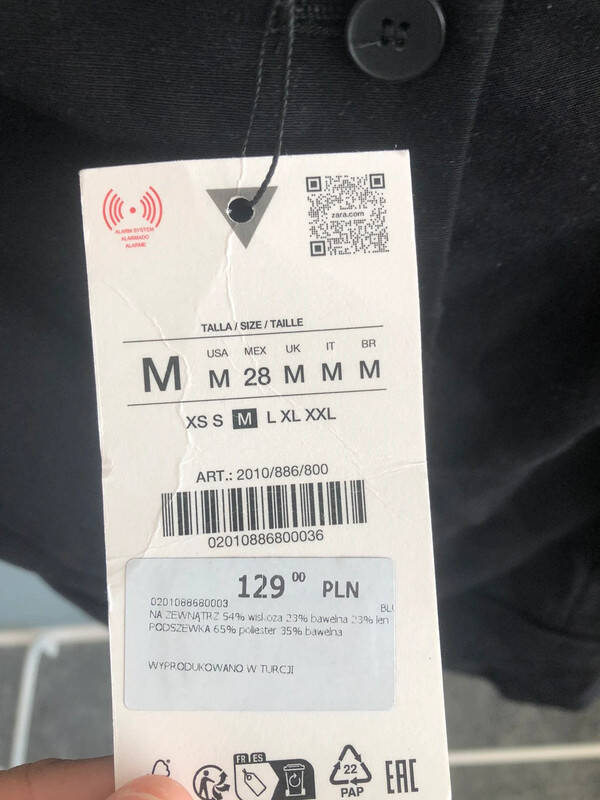 zara.com
ALARM SYSTEM
ALARMADO
ALARME
TALLA / SIZE / TAILLE
M
USA MEX UK IT BR
M 28 M M M
XS S M L XL XXL
ART.: 2010/886/800
02010886800036
129 00 PLN
0201088680003
BLU
NA ZEWNĄTRZ 54% wiskoza 23% bawełna 23% len
PODSZEWKA 65% poliester 35% bawełna
WYPRODUKOWANO W TURCJI
FR ES
22
PAP
EAC